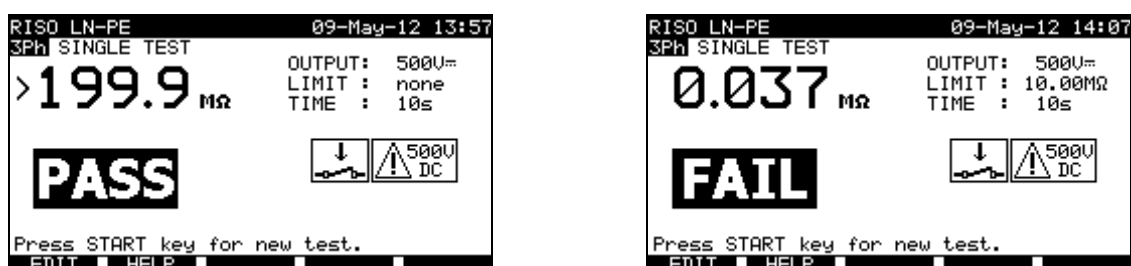 RISO LN-PE 09-May-12 13:57
3Ph SINGLE TEST
>199.9 MΩ
OUTPUT: 500V⎓
LIMIT : none
TIME : 10s
PASS
500V
DC
Press START key for new test.
EDIT HELP
RISO LN-PE 09-May-12 14:07
3Ph SINGLE TEST
0.037 MΩ
OUTPUT: 500V⎓
LIMIT : 10.00MΩ
TIME : 10s
FAIL
500V
DC
Press START key for new test.
EDIT HELP